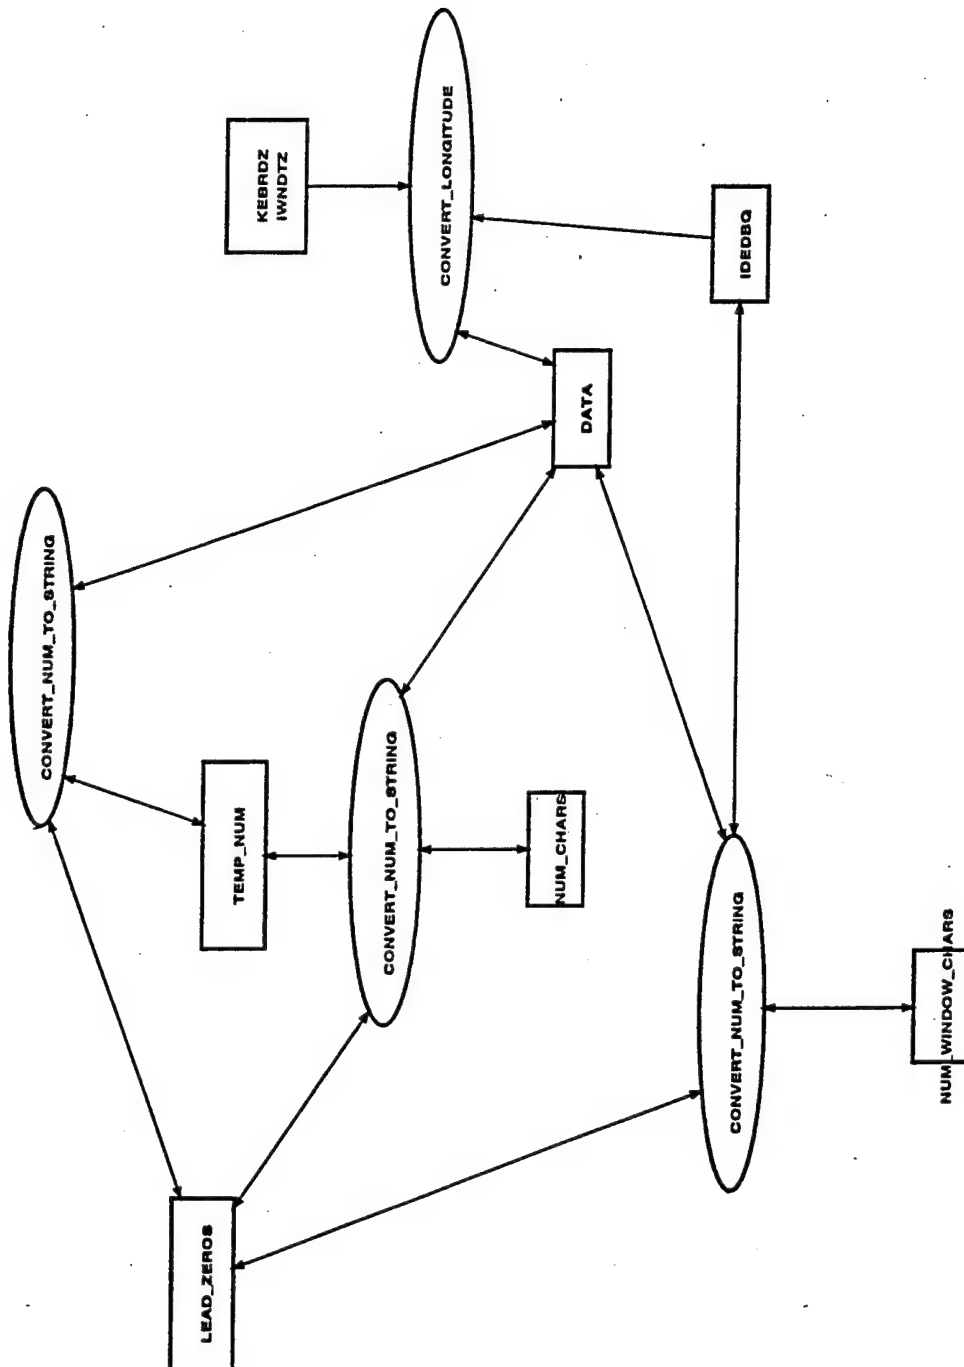 KEBRDZ
IWNDTZ
CONVERT_LONGITUDE
IDEDBQ
DATA
CONVERT_NUM_TO_STRING
TEMP_NUM
CONVERT_NUM_TO_STRING
NUM_CHARS
CONVERT_NUM_TO_STRING
NUM_WINDOW_CHARS
LEAD_ZEROS